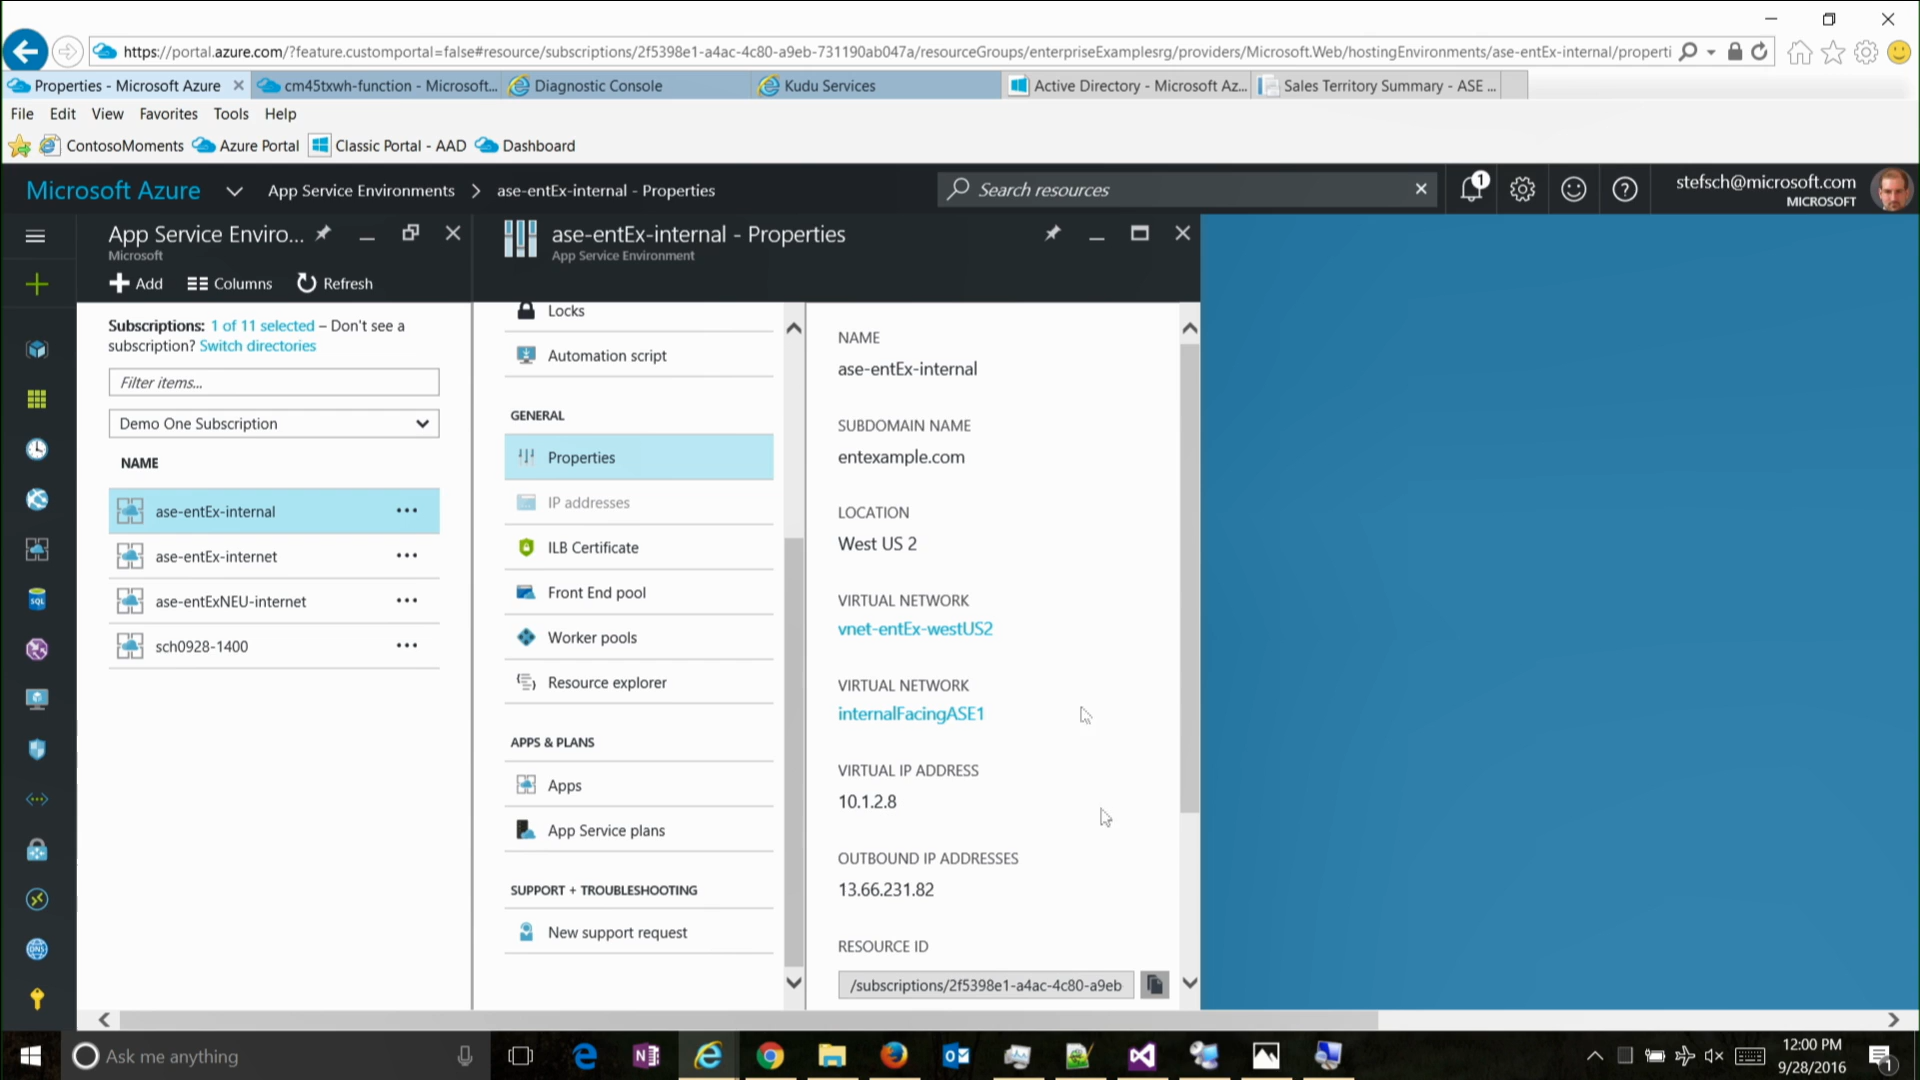 https://portal.azure.com/?feature.customportal=false#resource/subscriptions/2f5398e1-a4ac-4c80-a9eb-731190ab047a/resourceGroups/enterpriseExamplesrg/providers/Microsoft.Web/hostingEnvironments/ase-entEx-internal/properti
Properties - Microsoft Azure
cm45txwh-function - Microsoft...
Diagnostic Console
Kudu Services
Active Directory - Microsoft Az...
Sales Territory Summary - ASE ...
File Edit View Favorites Tools Help
ContosoMoments Azure Portal Classic Portal - AAD Dashboard
Microsoft Azure
App Service Environments > ase-entEx-internal - Properties
Search resources
1
stefsch@microsoft.com
MICROSOFT
App Service Enviro...
Microsoft
Add Columns Refresh
Subscriptions: 1 of 11 selected – Don't see a
subscription? Switch directories
Filter items...
Demo One Subscription
NAME
ase-entEx-internal
ase-entEx-internet
ase-entExNEU-internet
sch0928-1400
ase-entEx-internal - Properties
App Service Environment
Locks
Automation script
GENERAL
Properties
IP addresses
ILB Certificate
Front End pool
Worker pools
Resource explorer
APPS & PLANS
Apps
App Service plans
SUPPORT + TROUBLESHOOTING
New support request
NAME
ase-entEx-internal
SUBDOMAIN NAME
entexample.com
LOCATION
West US 2
VIRTUAL NETWORK
vnet-entEx-westUS2
VIRTUAL NETWORK
internalFacingASE1
VIRTUAL IP ADDRESS
10.1.2.8
OUTBOUND IP ADDRESSES
13.66.231.82
RESOURCE ID
/subscriptions/2f5398e1-a4ac-4c80-a9eb
SQL
DNS
Ask me anything
12:00 PM
9/28/2016
1